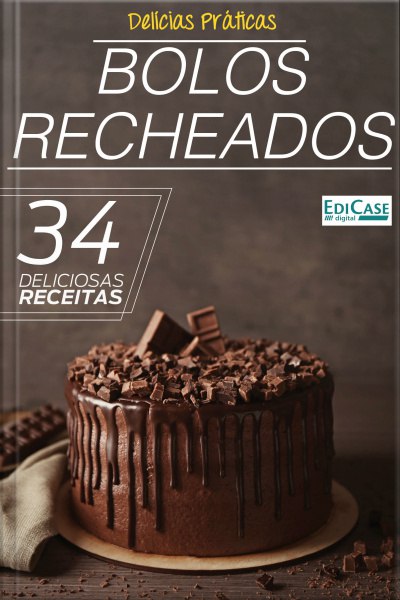 Delícias Práticas
BOLOS
RECHEADOS
34
DELICIOSAS
RECEITAS
EDICASE
digital